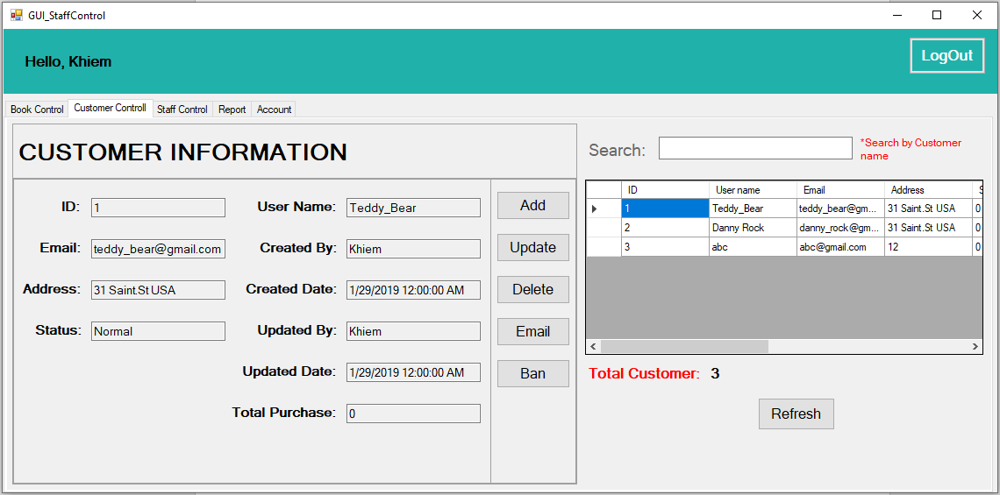 GUI_StaffControl
Hello, Khiem
LogOut
Book Control Customer Controll Staff Control Report Account
CUSTOMER INFORMATION
ID: 1 User Name: Teddy_Bear
Email: teddy_bear@gmail.com Created By: Khiem
Address: 31 Saint.St USA Created Date: 1/29/2019 12:00:00 AM
Status: Normal Updated By: Khiem
Updated Date: 1/29/2019 12:00:00 AM
Total Purchase: 0
Add
Update
Delete
Email
Ban
Search:
*Search by Customer
name
ID User name Email Address S
1 Teddy_Bear teddy_bear@gm... 31 Saint.St USA 0
2 Danny Rock danny_rock@gm... 31 Saint.St USA 0
3 abc abc@gmail.com 12 0
Total Customer: 3
Refresh